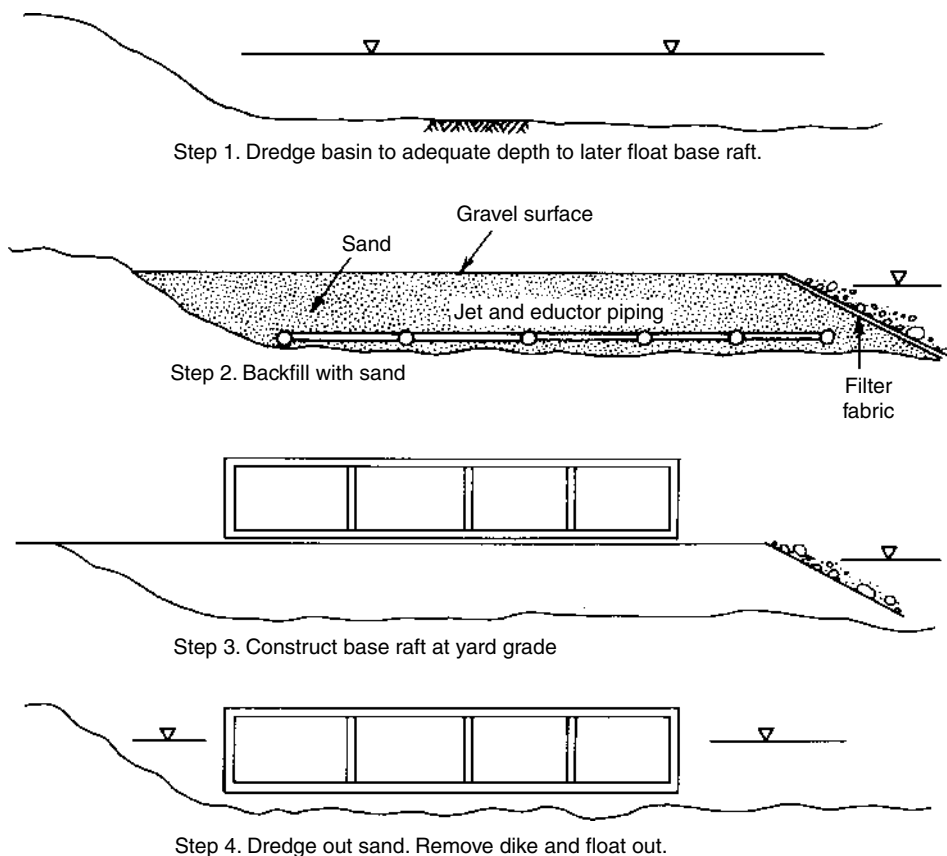 Step 1. Dredge basin to adequate depth to later float base raft.
Gravel surface
Sand
Jet and eductor piping
Step 2. Backfill with sand
Filter
fabric
Step 3. Construct base raft at yard grade
Step 4. Dredge out sand. Remove dike and float out.